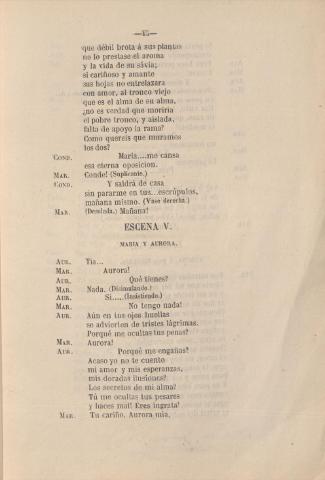 —15—
que débil brota á sus plantas
no lo prestase el aroma
y la vida de su sávia;
si cariñoso y amante
sus hojas no entrelazara
con amor, al tronco viejo
que es el alma de su alma,
¿no es verdad que moriría
el pobre tronco, y aislada,
falta de apoyo la rama?
Como quereis que muramos
los dos?
COND. María....me cansa
esa eterna oposicion.
MAR. Conde! (Suplicante.)
COND. Y saldrá de casa
sin pararme en tus...escrúpulos,
mañana mismo. (Vase derecha.)
MAR. (Desolada.) Mañana!
ESCENA V.
MARIA Y AURORA.
AUR. Tia...
MAR. Aurora!
AUR. Qué tienes?
MAR. Nada. (Disimulando.)
AUR. Si.....(Insistiendo.)
MAR. No tengo nada!
AUR. Aún en tus ojos huellas
se advierten de tristes lágrimas.
Porqué me ocultas tus penas?
MAR. Aurora!
AUR. Porqué me engañas?
Acaso yo no te cuento
mi amor y mis esperanzas,
mis doradas ilusiones?
Los secretos de mi alma?
Tú me ocultas tus pesares
y haces mal! Eres ingrata!
MAR. Tu cariño, Aurora mia,